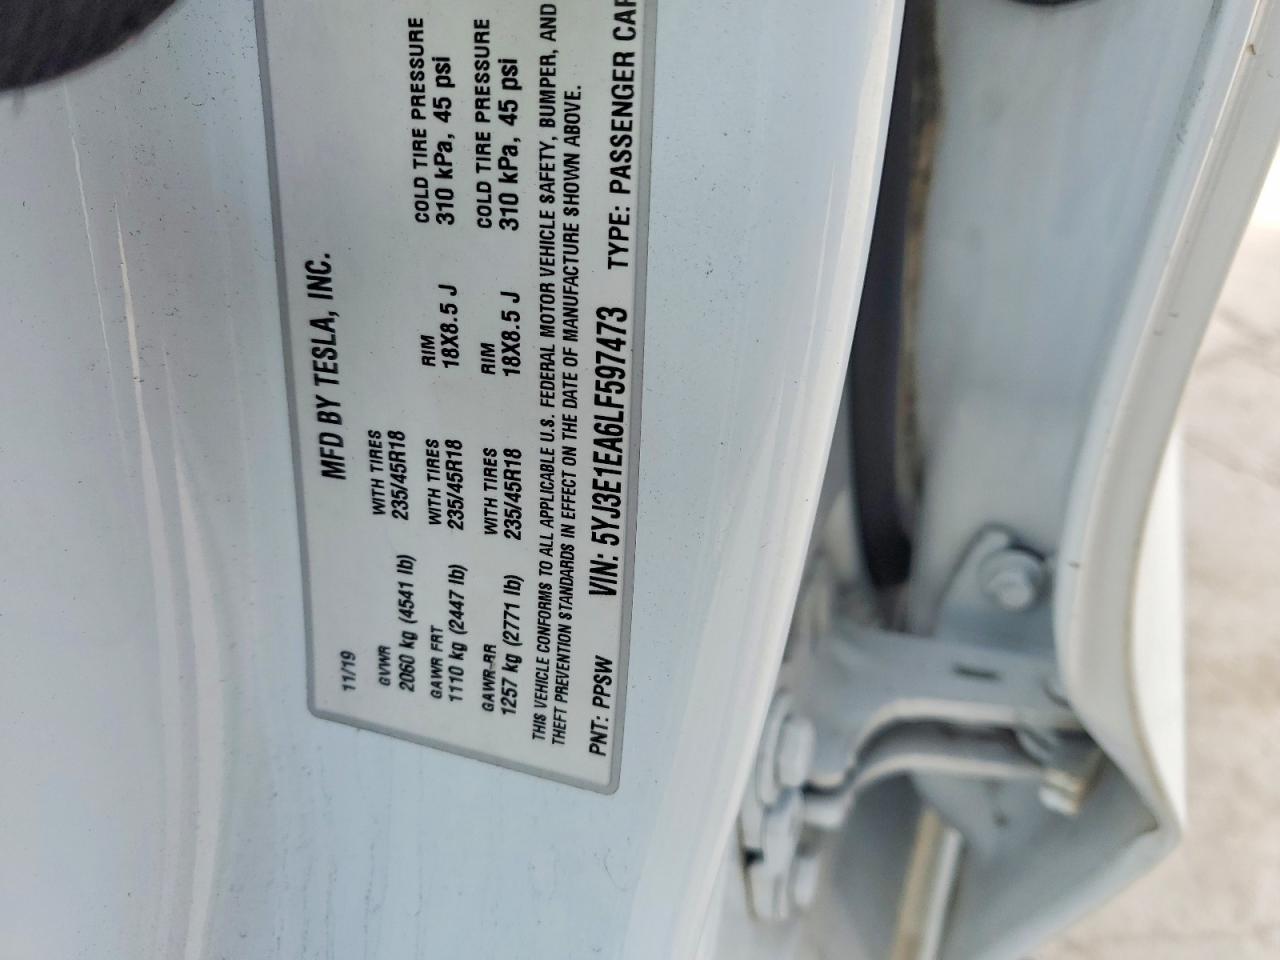 MFD BY TESLA, INC.
11/19
GVWR
2060 kg (4541 lb)
WITH TIRES
235/45R18
GAWR FRT
1110 kg (2447 lb)
WITH TIRES
235/45R18
RIM
18X8.5 J
COLD TIRE PRESSURE
310 kPa, 45 psi
GAWR RR
1257 kg (2771 lb)
WITH TIRES
235/45R18
RIM
18X8.5 J
COLD TIRE PRESSURE
310 kPa, 45 psi
THIS VEHICLE CONFORMS TO ALL APPLICABLE U.S. FEDERAL MOTOR VEHICLE SAFETY, BUMPER, AND
THEFT PREVENTION STANDARDS IN EFFECT ON THE DATE OF MANUFACTURE SHOWN ABOVE.
PNT: PPSW VIN: 5YJ3E1EA6LF597473 TYPE: PASSENGER CAR